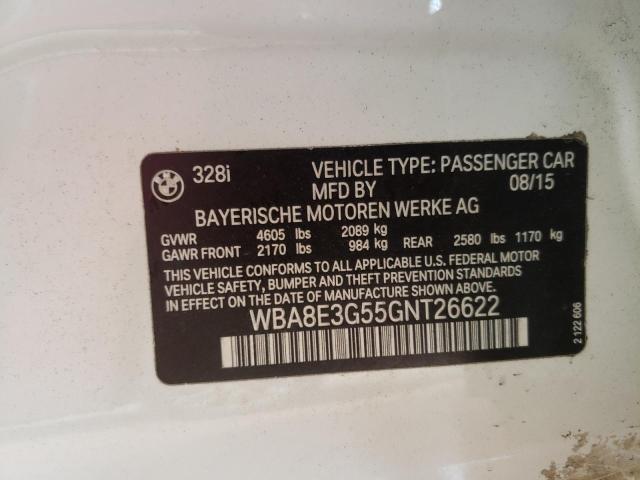 328i VEHICLE TYPE: PASSENGER CAR
MFD BY 08/15
BAYERISCHE MOTOREN WERKE AG
GVWR 4605 lbs 2089 kg
GAWR FRONT 2170 lbs 984 kg REAR 2580 lbs 1170 kg
THIS VEHICLE CONFORMS TO ALL APPLICABLE U.S. FEDERAL MOTOR
VEHICLE SAFETY, BUMPER, AND THEFT PREVENTION STANDARDS
IN EFFECT ON THE DATE OF MANUFACTURE SHOWN ABOVE.
WBA8E3G55GNT26622
2 122 606